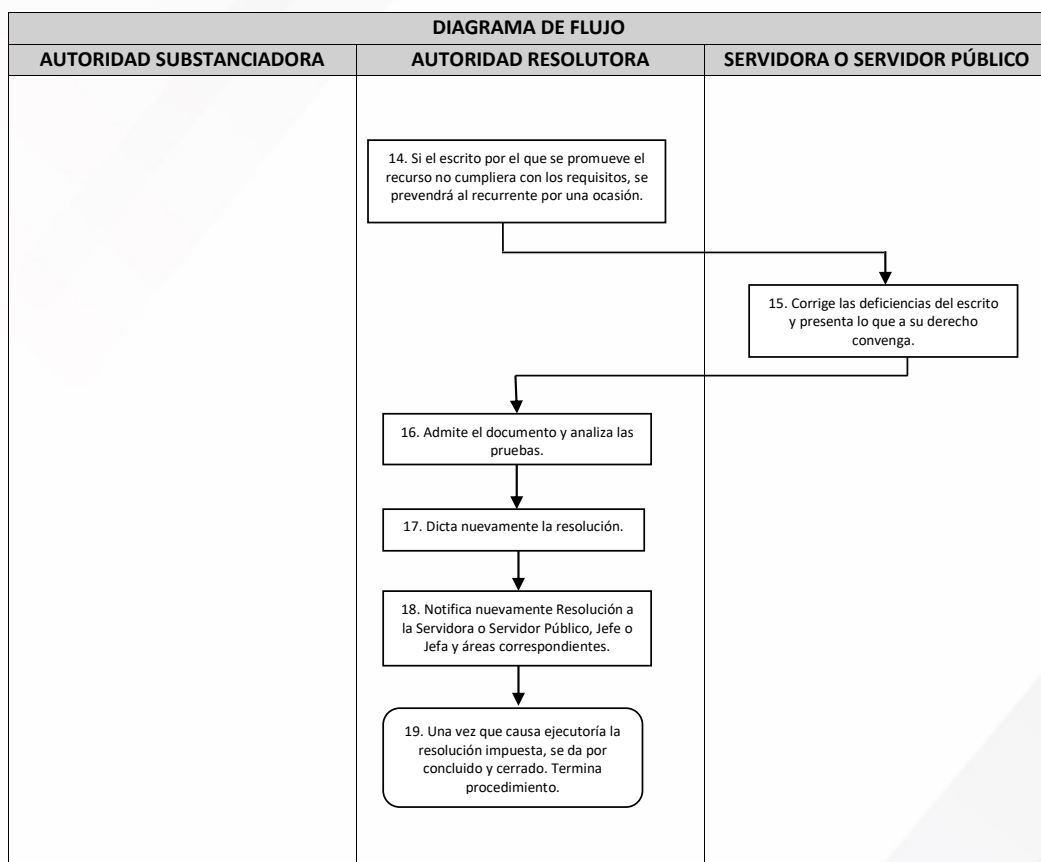 DIAGRAMA DE FLUJO
AUTORIDAD SUBSTANCIADORA
AUTORIDAD RESOLUTORA
SERVIDORA O SERVIDOR PÚBLICO
14. Si el escrito por el que se promueve el
recurso no cumpliera con los requisitos, se
prevendrá al recurrente por una ocasión.
15. Corrige las deficiencias del escrito
y presenta lo que a su derecho
convenga.
16. Admite el documento y analiza las
pruebas.
17. Dicta nuevamente la resolución.
18. Notifica nuevamente Resolución a
la Servidora o Servidor Público, Jefe o
Jefa y áreas correspondientes.
19. Una vez que causa ejecutoría la
resolución impuesta, se da por
concluido y cerrado. Termina
procedimiento.